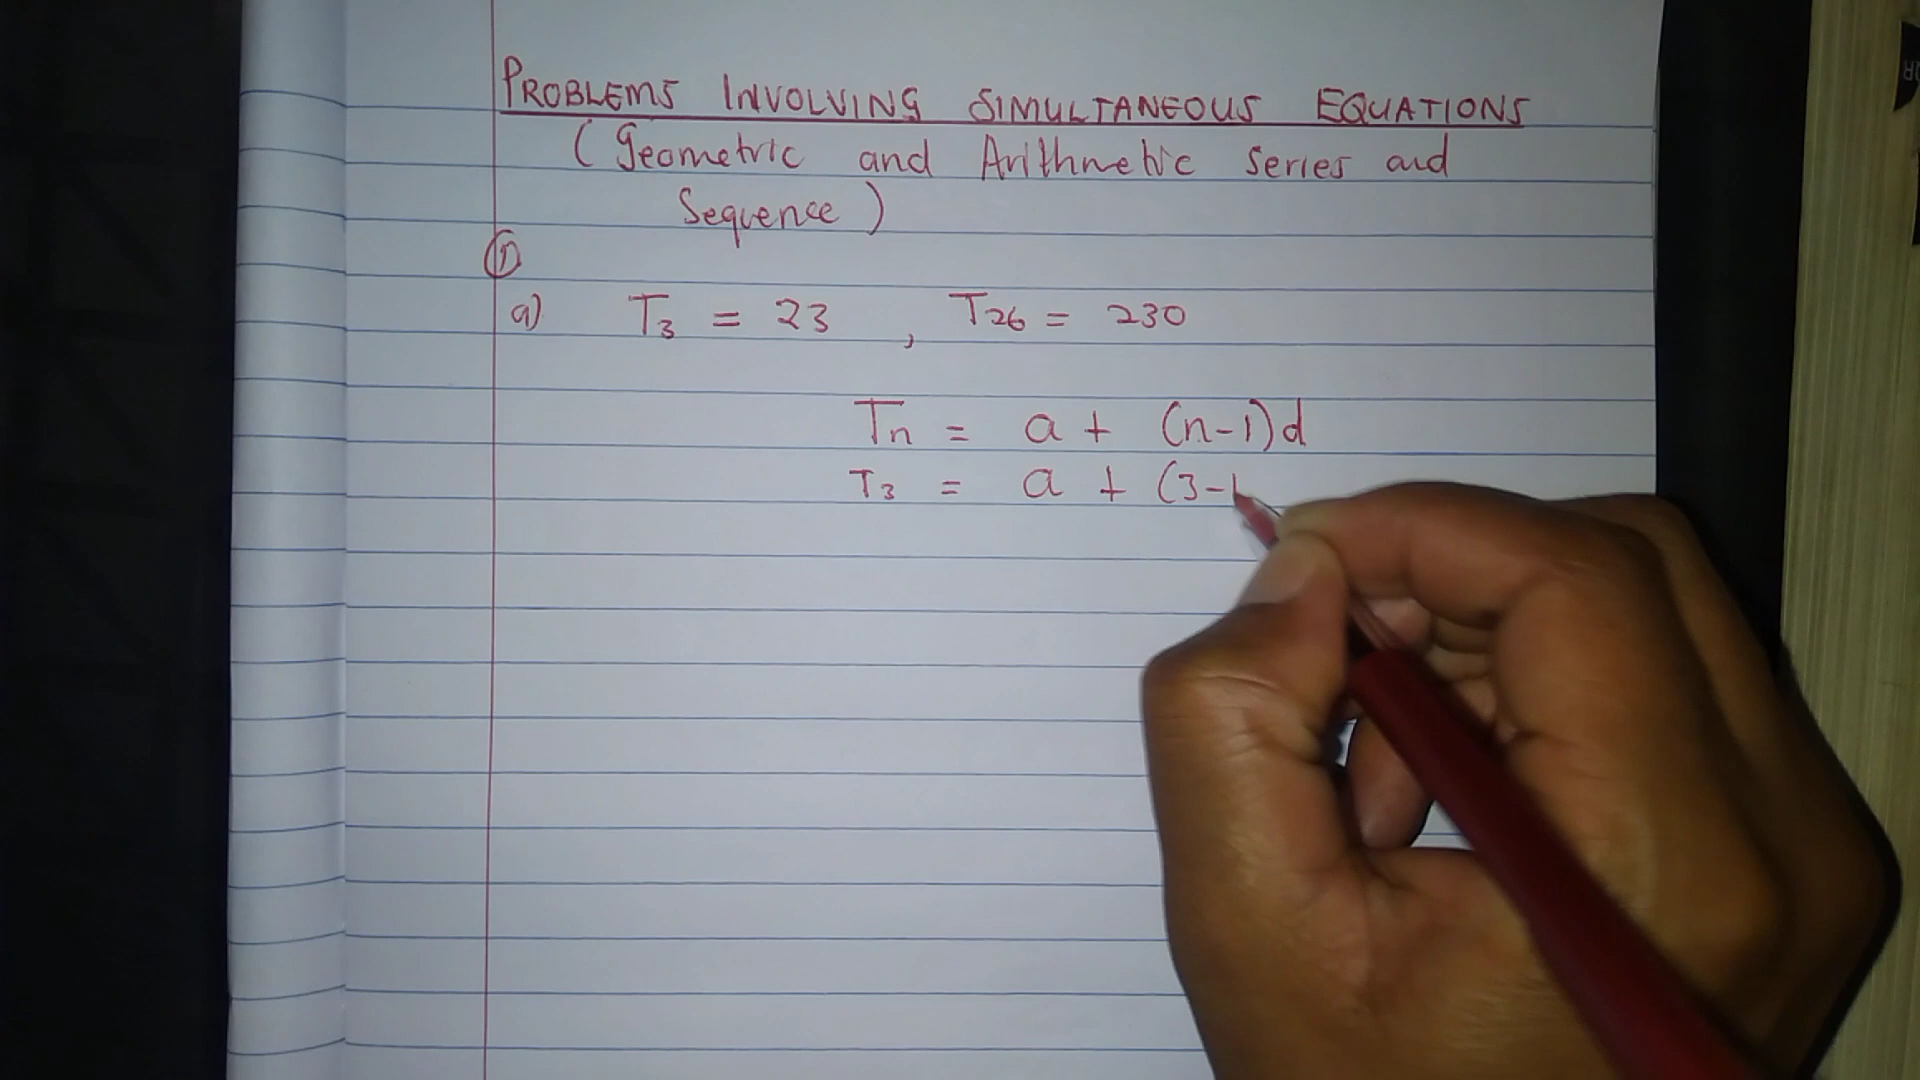 PROBLEMS INVOLVING SIMULTANEOUS EQUATIONS
(Geometric and Arithmetic series and
Sequence)
①
a) T₃ = 23 , T₂₆ = 230
Tₙ = a + (n-1)d
T₃ = a + (3-1